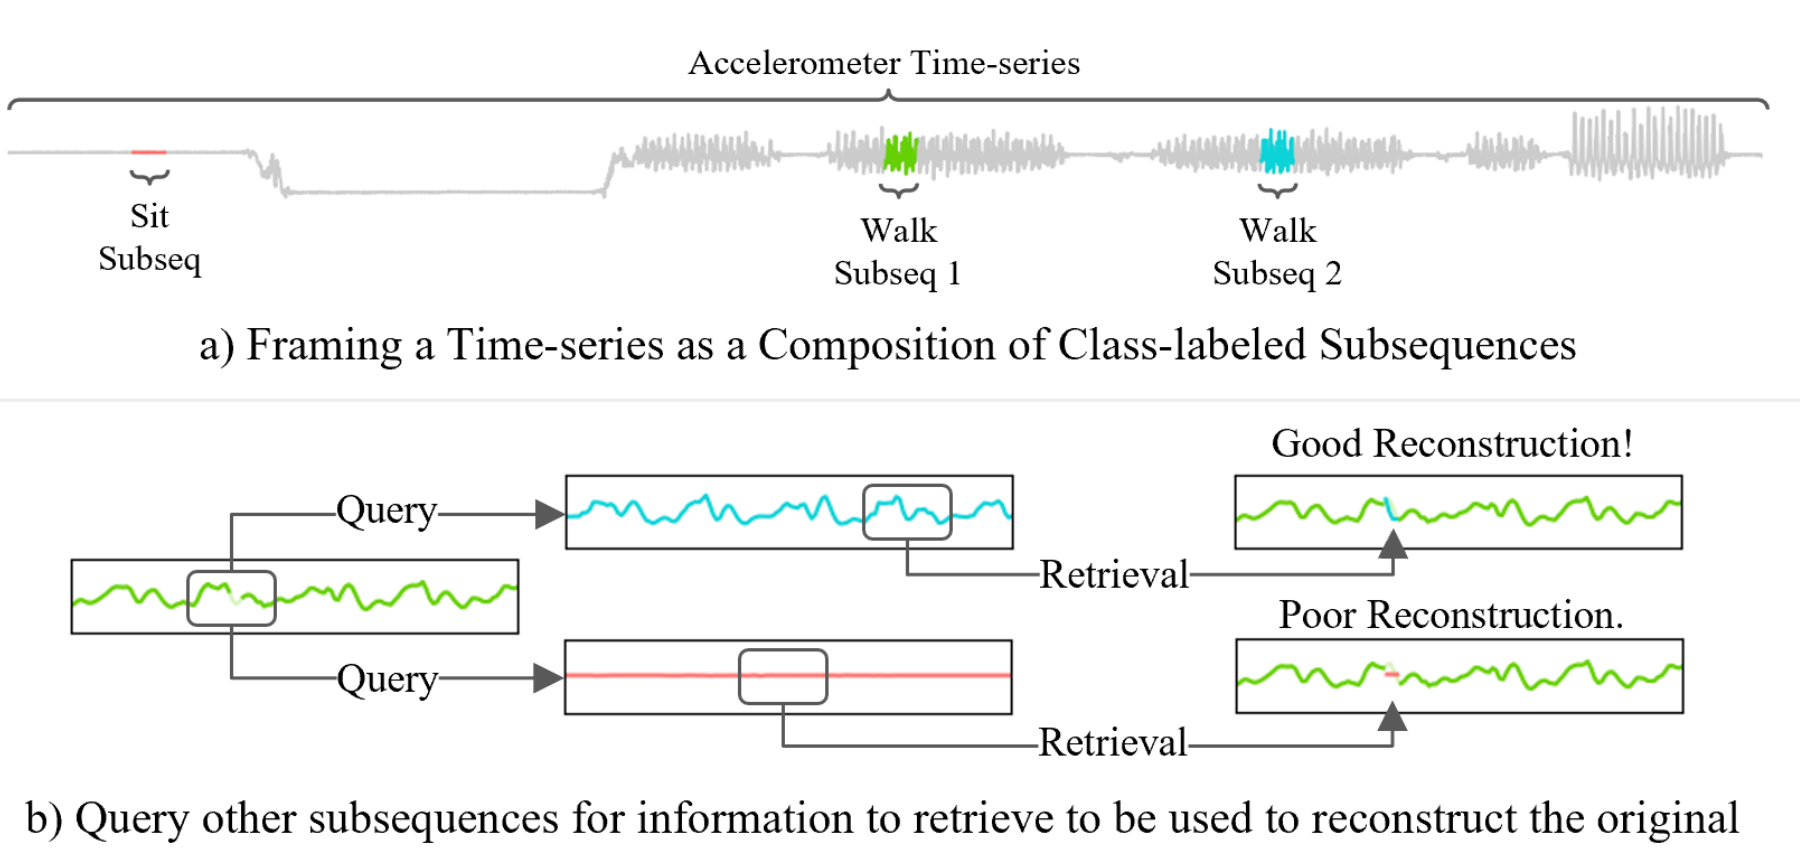 Accelerometer Time-series
Sit
Subseq
Walk
Subseq 1
Walk
Subseq 2
a) Framing a Time-series as a Composition of Class-labeled Subsequences
Good Reconstruction!
Query
Retrieval
Poor Reconstruction.
Query
Retrieval
b) Query other subsequences for information to retrieve to be used to reconstruct the original